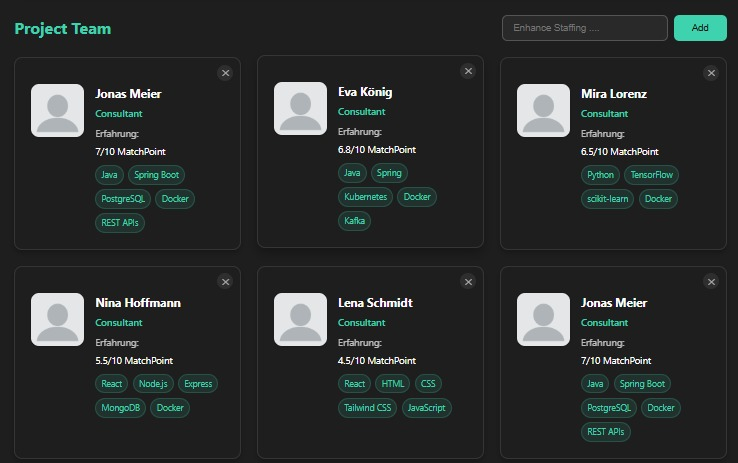 Project Team
Enhance Staffing ....
Add
Jonas Meier
Consultant
Erfahrung:
7/10 MatchPoint
Java Spring Boot
PostgreSQL Docker
REST APIs
Eva König
Consultant
Erfahrung:
6.8/10 MatchPoint
Java Spring
Kubernetes Docker
Kafka
Mira Lorenz
Consultant
Erfahrung:
6.5/10 MatchPoint
Python TensorFlow
scikit-learn Docker
Nina Hoffmann
Consultant
Erfahrung:
5.5/10 MatchPoint
React Node.js Express
MongoDB Docker
Lena Schmidt
Consultant
Erfahrung:
4.5/10 MatchPoint
React HTML CSS
Tailwind CSS JavaScript
Jonas Meier
Consultant
Erfahrung:
7/10 MatchPoint
Java Spring Boot
PostgreSQL Docker
REST APIs